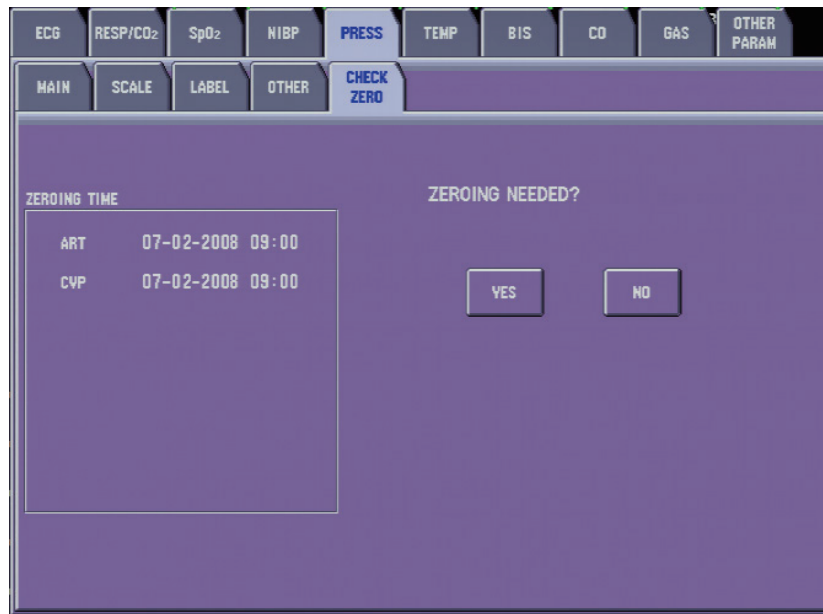 ECG RESP/CO₂ SpO₂ NIBP PRESS TEMP BIS CO GAS OTHER PARAM
MAIN SCALE LABEL OTHER CHECK ZERO
ZEROING NEEDED?
ZEROING TIME
ART 07-02-2008 09:00
CVP 07-02-2008 09:00
YES NO